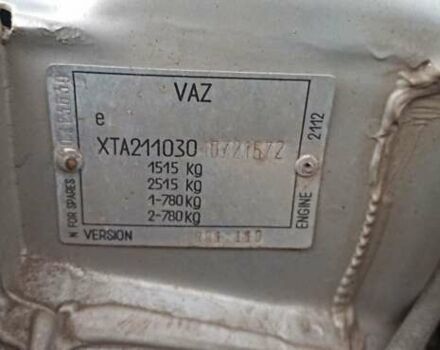 VAZ
e
XTA211030
1515 kg
2515 kg
1-780kg
2-780kg
VERSION
N FOR SPARES
ENGINE 2112